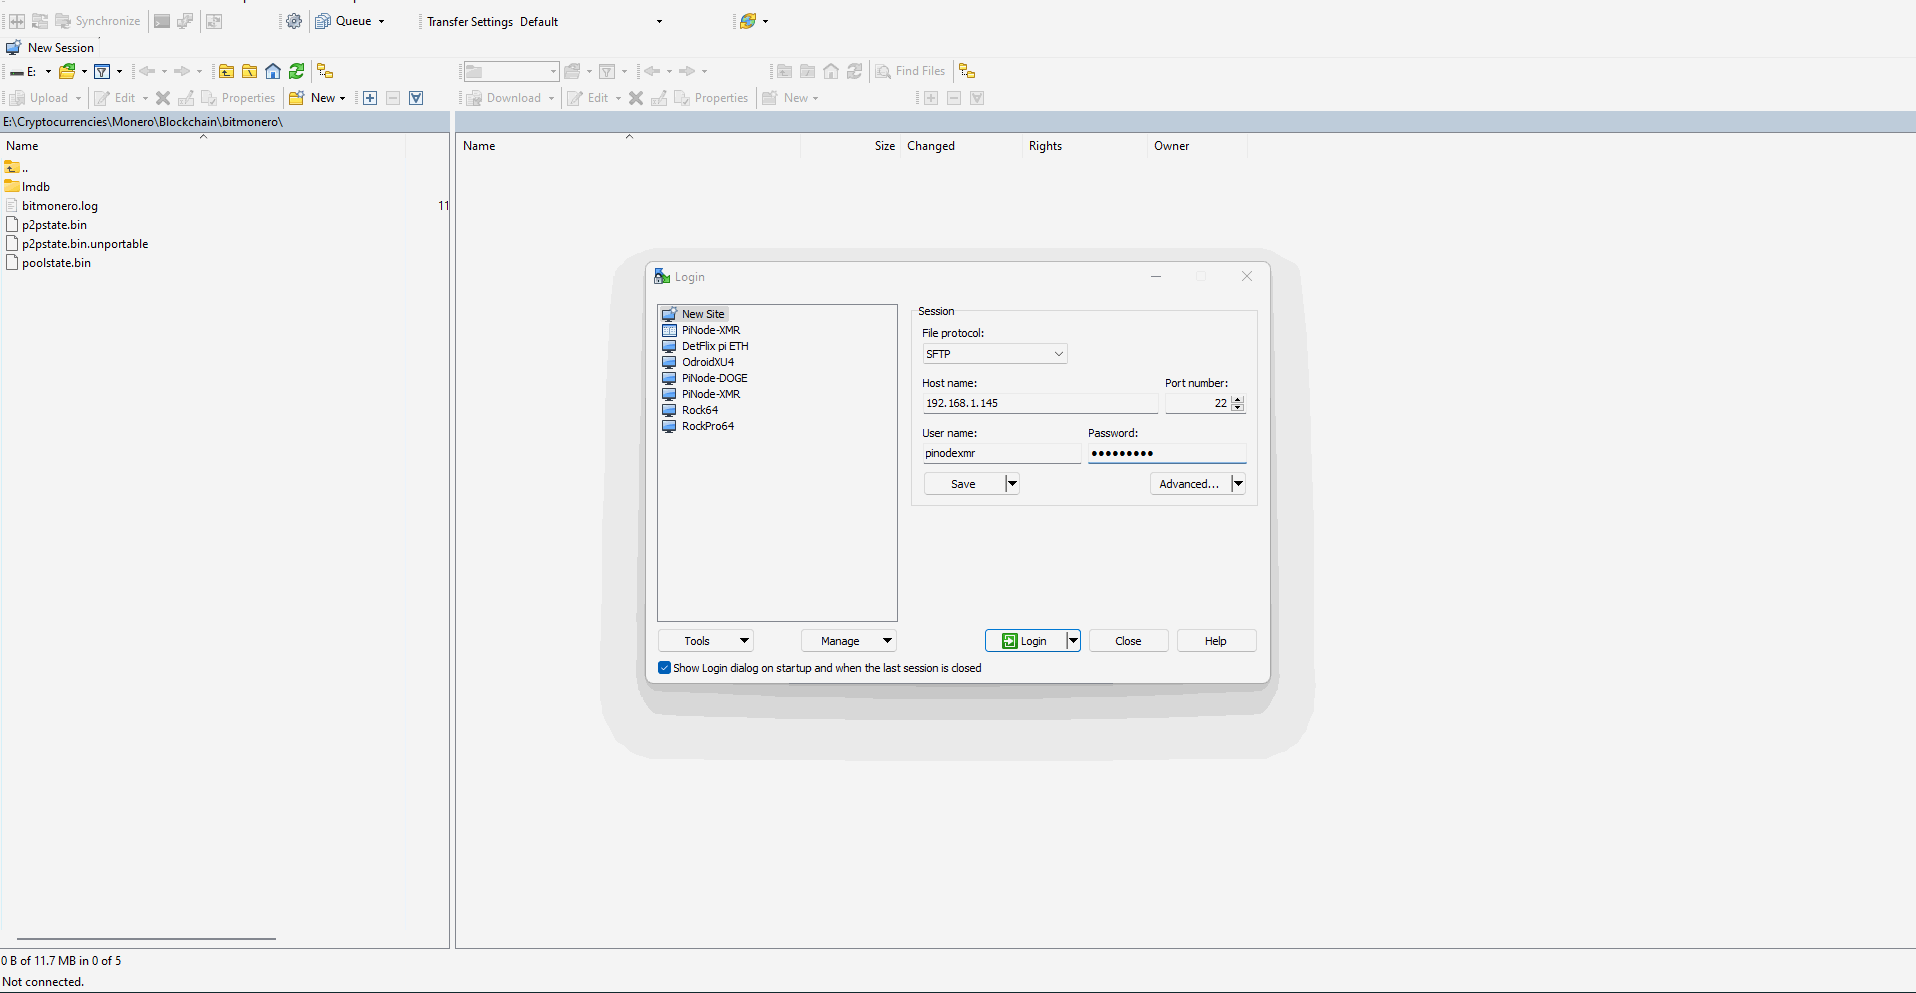 Synchronize Queue Transfer Settings Default
New Session
E: Find Files
Upload Edit Properties New Download Edit Properties New
E:\Cryptocurrencies\Monero\Blockchain\bitmonero\
Name Name Size Changed Rights Owner
..
lmdb
bitmonero.log 11
p2pstate.bin
p2pstate.bin.unportable
poolstate.bin
Login
New Site
PiNode-XMR
DetFlix pi ETH
OdroidXU4
PiNode-DOGE
PiNode-XMR
Rock64
RockPro64
Session
File protocol:
SFTP
Host name: Port number:
192.168.1.145 22
User name: Password:
pinodexmr ●●●●●●●●●
Save Advanced...
Tools Manage Login Close Help
Show Login dialog on startup and when the last session is closed
0 B of 11.7 MB in 0 of 5
Not connected.